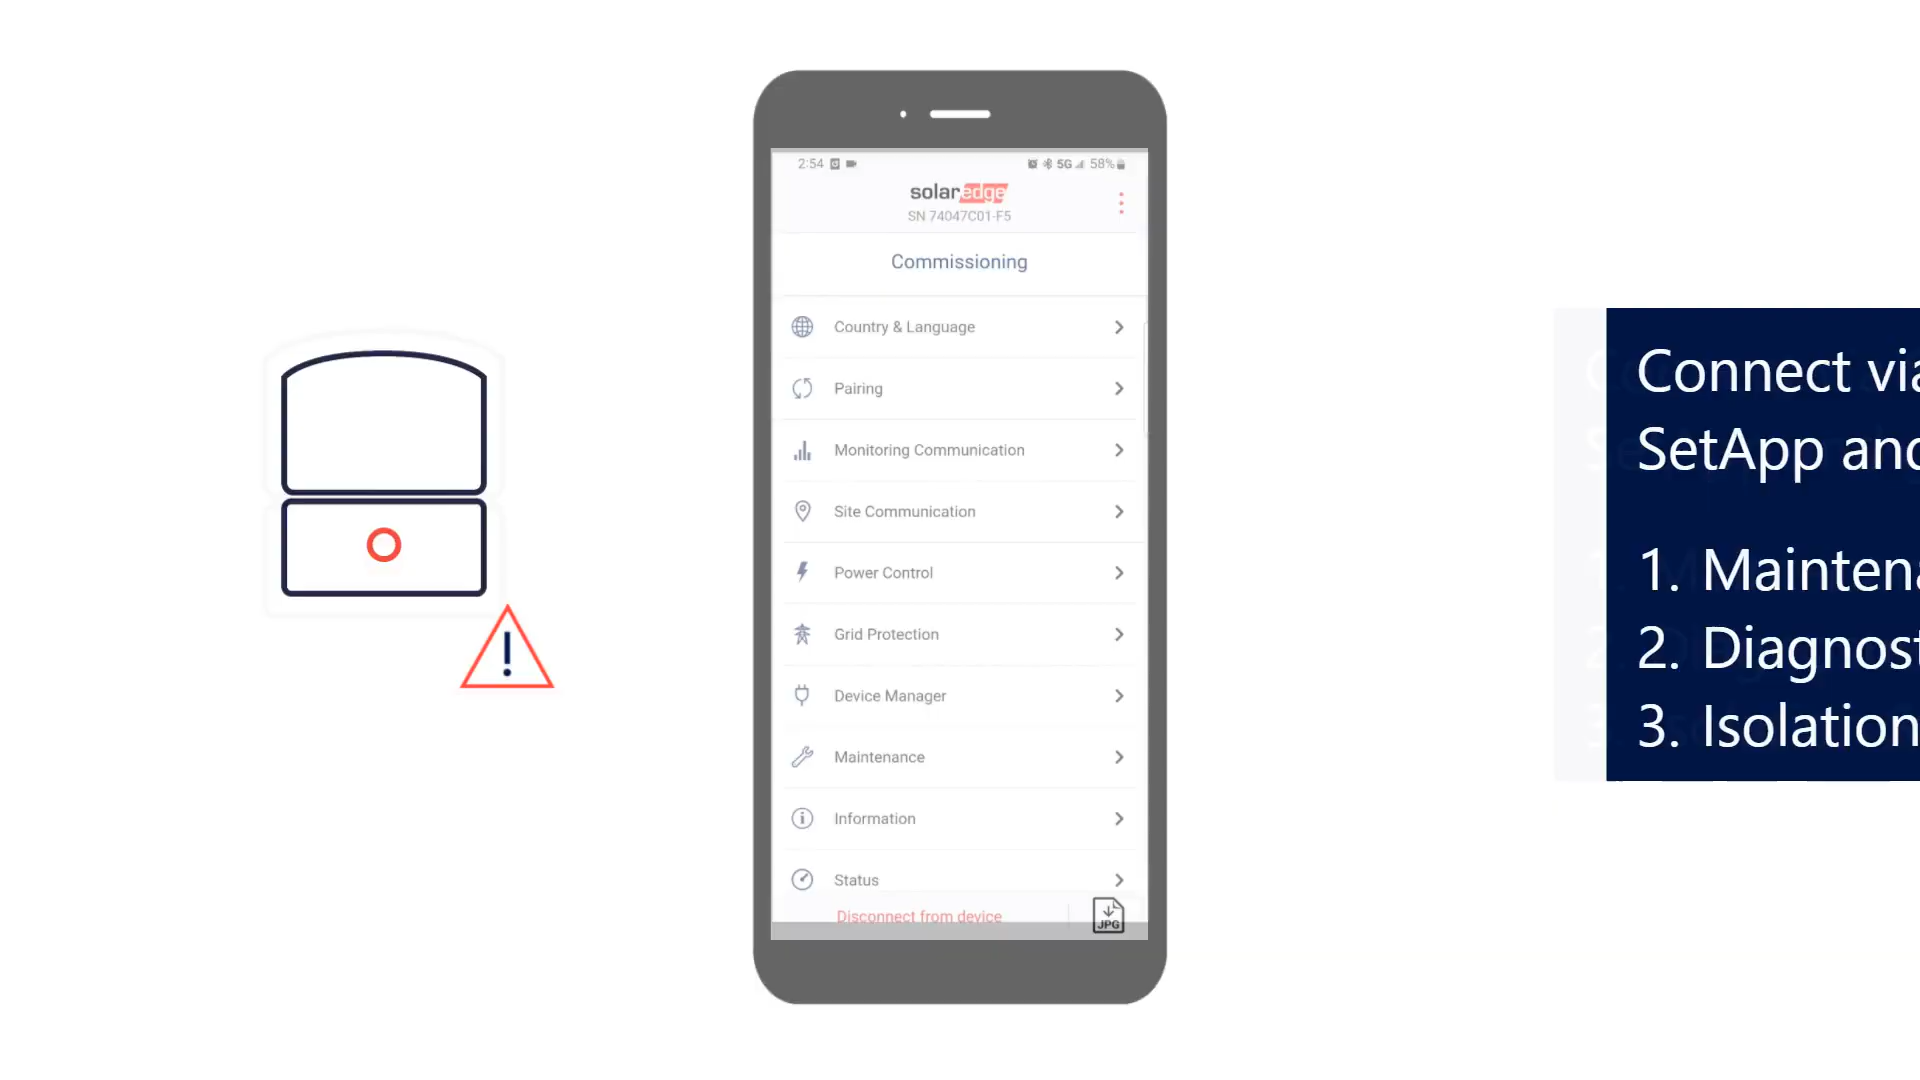 2:54
5G 58%
solaredge
SN 74047C01-F5
Commissioning
Country & Language
Pairing
Monitoring Communication
Site Communication
Power Control
Grid Protection
Device Manager
Maintenance
Information
Status
Disconnect from device
JPG
Connect via
SetApp and
1. Maintena
2. Diagnost
3. Isolation